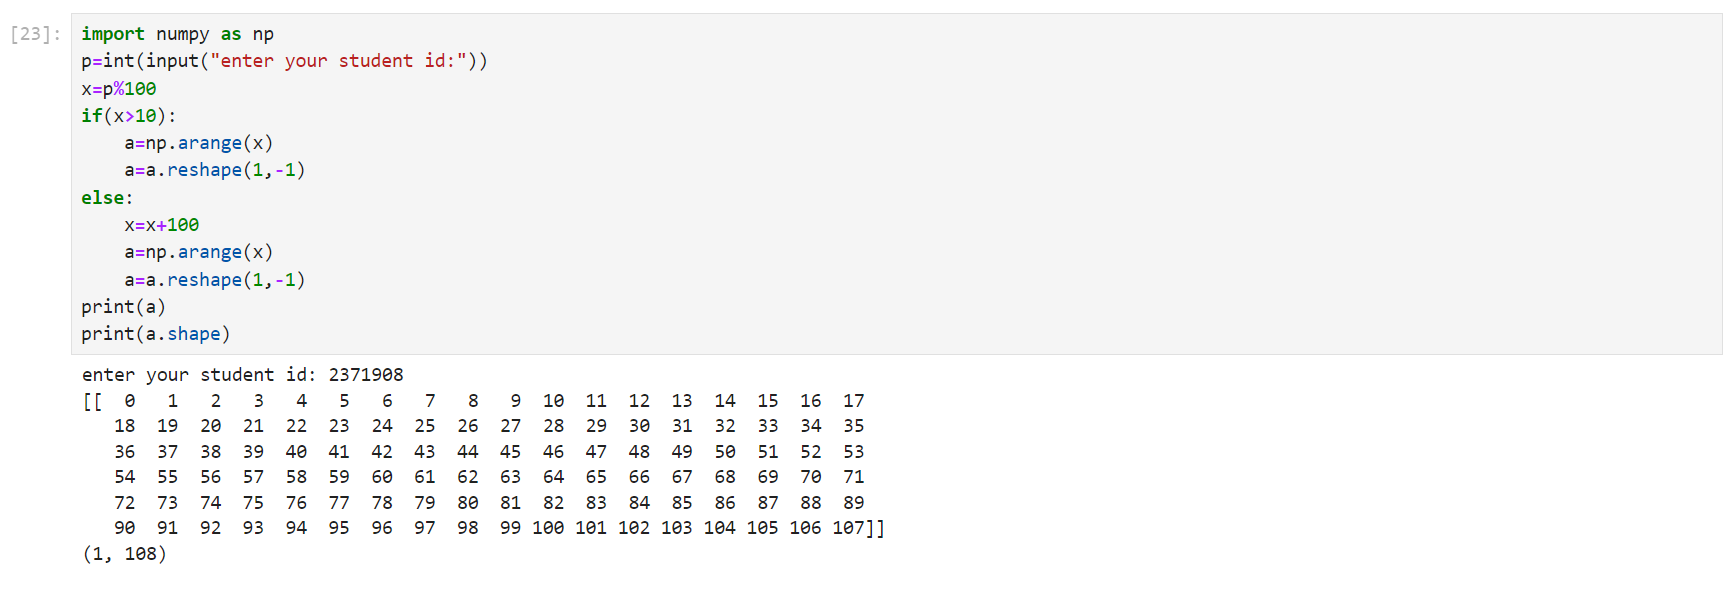 [23]:
import numpy as np
p=int(input("enter your student id:"))
x=p%100
if(x>10):
    a=np.arange(x)
    a=a.reshape(1,-1)
else:
    x=x+100
    a=np.arange(x)
    a=a.reshape(1,-1)
print(a)
print(a.shape)
enter your student id: 2371908
[[  0   1   2   3   4   5   6   7   8   9  10  11  12  13  14  15  16  17
   18  19  20  21  22  23  24  25  26  27  28  29  30  31  32  33  34  35
   36  37  38  39  40  41  42  43  44  45  46  47  48  49  50  51  52  53
   54  55  56  57  58  59  60  61  62  63  64  65  66  67  68  69  70  71
   72  73  74  75  76  77  78  79  80  81  82  83  84  85  86  87  88  89
   90  91  92  93  94  95  96  97  98  99 100 101 102 103 104 105 106 107]]
(1, 108)